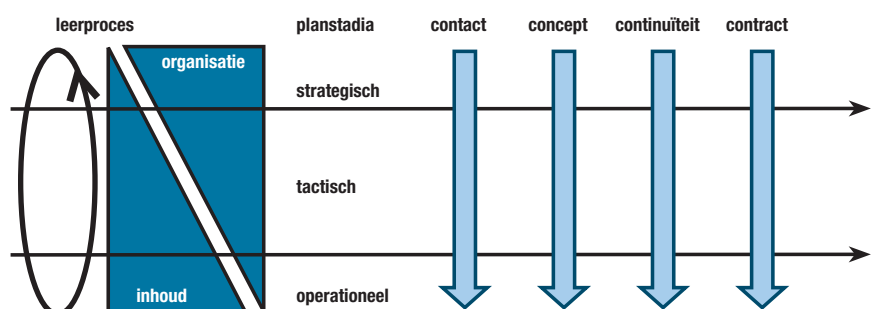 leerproces planstadia contact concept continuïteit contract
organisatie
strategisch
tactisch
inhoud operationeel